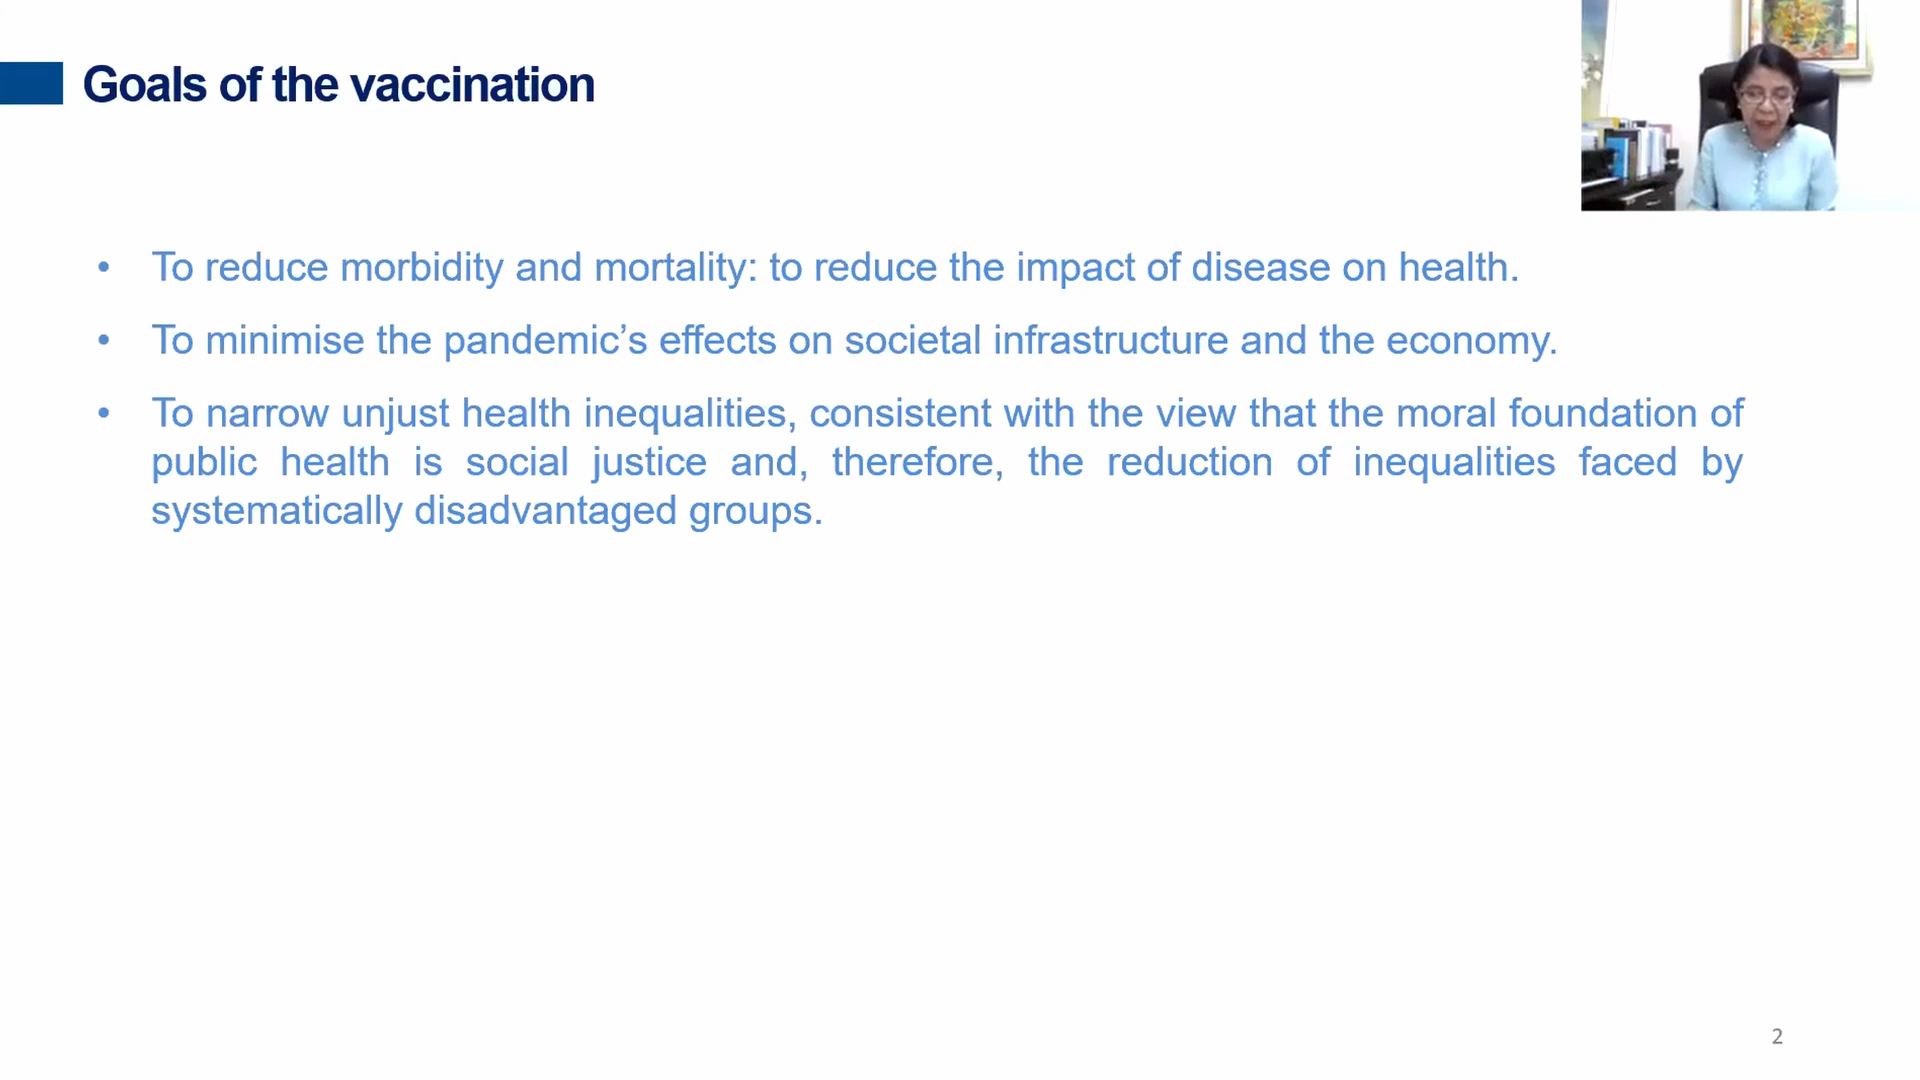 Goals of the vaccination
• To reduce morbidity and mortality: to reduce the impact of disease on health.
• To minimise the pandemic’s effects on societal infrastructure and the economy.
• To narrow unjust health inequalities, consistent with the view that the moral foundation of
public health is social justice and, therefore, the reduction of inequalities faced by
systematically disadvantaged groups.
2